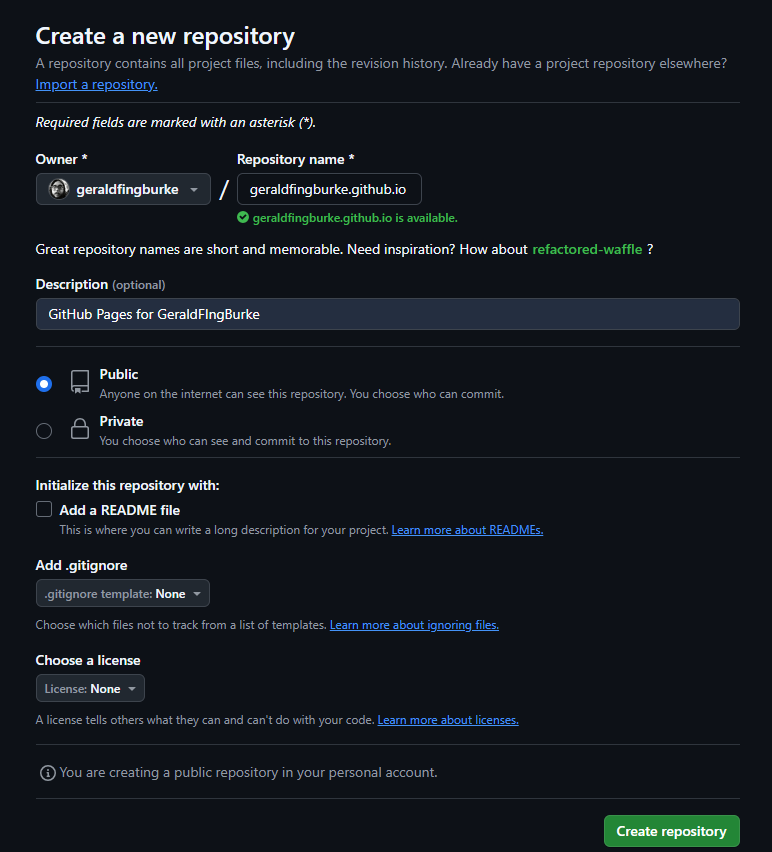 Create a new repository
A repository contains all project files, including the revision history. Already have a project repository elsewhere?
Import a repository.
Required fields are marked with an asterisk (*).
Owner * Repository name *
geraldfingburke / geraldfingburke.github.io
geraldfingburke.github.io is available.
Great repository names are short and memorable. Need inspiration? How about refactored-waffle ?
Description (optional)
GitHub Pages for GeraldFIngBurke
Public
Anyone on the internet can see this repository. You choose who can commit.
Private
You choose who can see and commit to this repository.
Initialize this repository with:
Add a README file
This is where you can write a long description for your project. Learn more about READMEs.
Add .gitignore
.gitignore template: None
Choose which files not to track from a list of templates. Learn more about ignoring files.
Choose a license
License: None
A license tells others what they can and can't do with your code. Learn more about licenses.
You are creating a public repository in your personal account.
Create repository